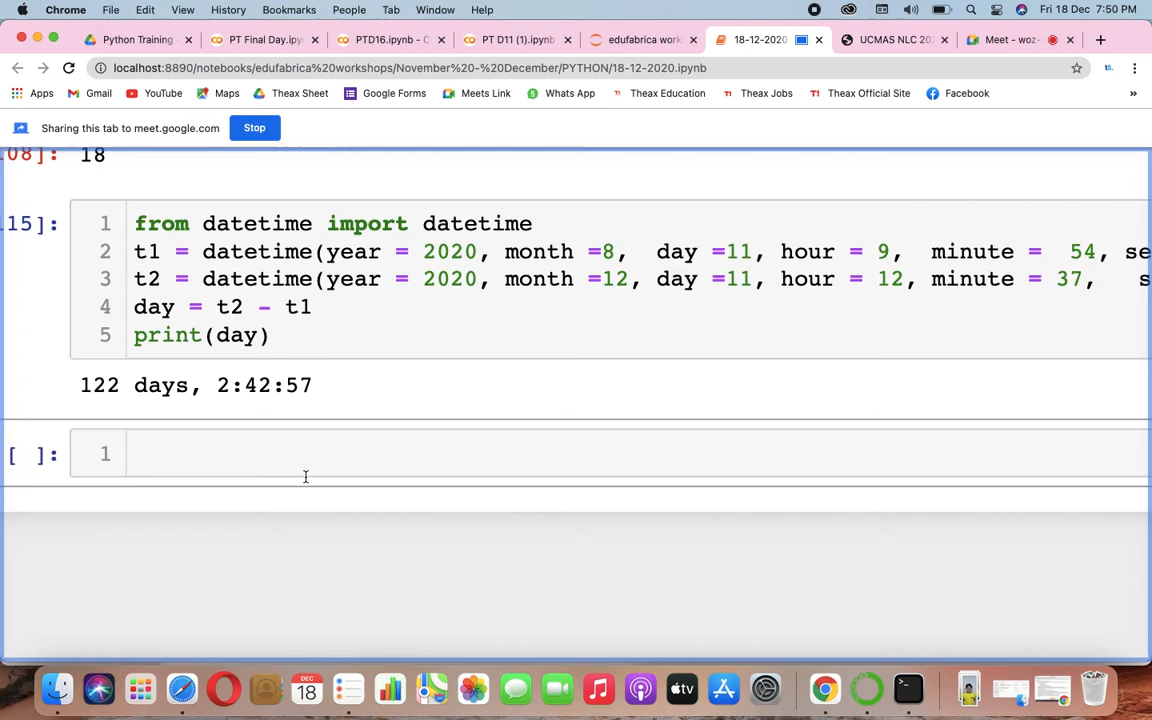 Chrome File Edit View History Bookmarks People Tab Window Help Fri 18 Dec 7:50 PM
Python Training - PT Final Day.ipy PTD16.ipynb - C PT D11 (1).ipynb edufabrica work 18-12-2020 UCMAS NLC 20 Meet - woz-
localhost:8890/notebooks/edufabrica%20workshops/November%20-%20December/PYTHON/18-12-2020.ipynb
Apps Gmail YouTube Maps Theax Sheet Google Forms Meets Link Whats App Theax Education Theax Jobs Theax Official Site Facebook »
Sharing this tab to meet.google.com Stop
08]: 18
15]: 1 from datetime import datetime
2 t1 = datetime(year = 2020, month =8, day =11, hour = 9, minute = 54, se
3 t2 = datetime(year = 2020, month =12, day =11, hour = 12, minute = 37, s
4 day = t2 - t1
5 print(day)
122 days, 2:42:57
[ ]: 1
DEC
18
tv